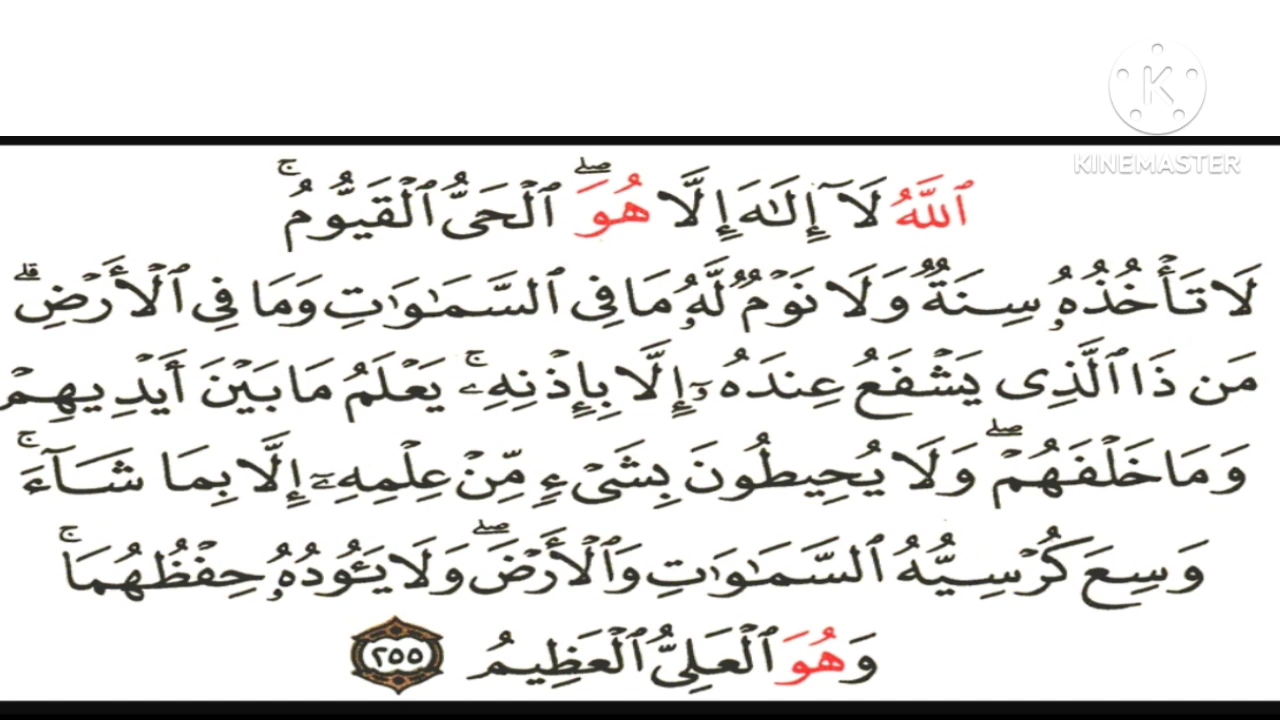 KINEMASTER
ٱللَّهُ لَآ إِلَـٰهَ إِلَّا هُوَ ۖ ٱلْحَىُّ ٱلْقَيُّومُ ۚ
لَا تَأْخُذُهُۥ سِنَةٌ وَلَا نَوْمٌ ۭ لَّهُۥ مَا فِى ٱلسَّمَـٰوَٰتِ وَمَا فِى ٱلْأَرْضِ ۗ
مَن ذَا ٱلَّذِى يَشْفَعُ عِندَهُۥٓ إِلَّا بِإِذْنِهِۦ ۚ يَعْلَمُ مَا بَيْنَ أَيْدِيهِمْ
وَمَا خَلْفَهُمْ ۖ وَلَا يُحِيطُونَ بِشَىْءٍ مِّنْ عِلْمِهِۦٓ إِلَّا بِمَا شَآءَ ۚ
وَسِعَ كُرْسِيُّهُ ٱلسَّمَـٰوَٰتِ وَٱلْأَرْضَ ۖ وَلَا يَـُٔودُهُۥ حِفْظُهُمَا ۚ
وَهُوَ ٱلْعَلِىُّ ٱلْعَظِيمُ ٢٥٥